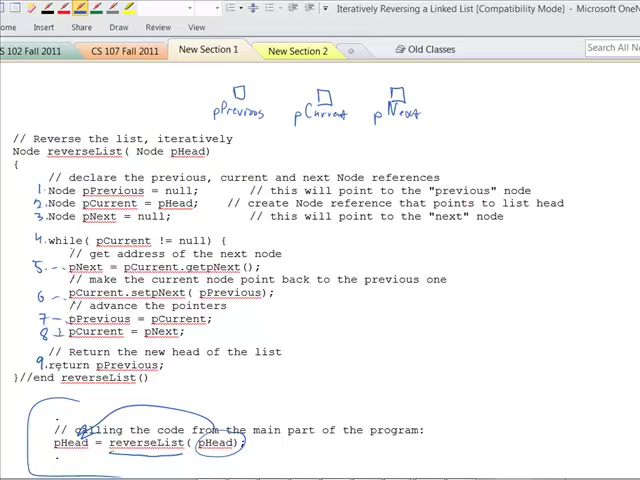 Iteratively Reversing a Linked List [Compatibility Mode] - Microsoft OneN
Insert
Share
Draw
CS 102 Fall 2011
CS 107 Fall 2011
New Section 1
New Section 2
Old Classes
Search All No
pPrevious pCurrent pNext
// Reverse the list, iteratively
Node reverseList( Node pHead)
{
// declare the previous, current and next Node references
1. Node pPrevious = null; // this will point to the "previous" node
2. Node pCurrent = pHead; // create Node reference that points to list head
3. Node pNext = null; // this will point to the "next" node
4. while( pCurrent != null) {
// get address of the next node
5. pNext = pCurrent.getpNext();
// make the current node point back to the previous one
6 pCurrent.setpNext( pPrevious);
// advance the pointers
7 pPrevious = pCurrent;
8 pCurrent = pNext;
}
// Return the new head of the list
9. return pPrevious;
}//end reverseList()
.
// calling the code from the main part of the program:
pHead = reverseList( pHead);
.